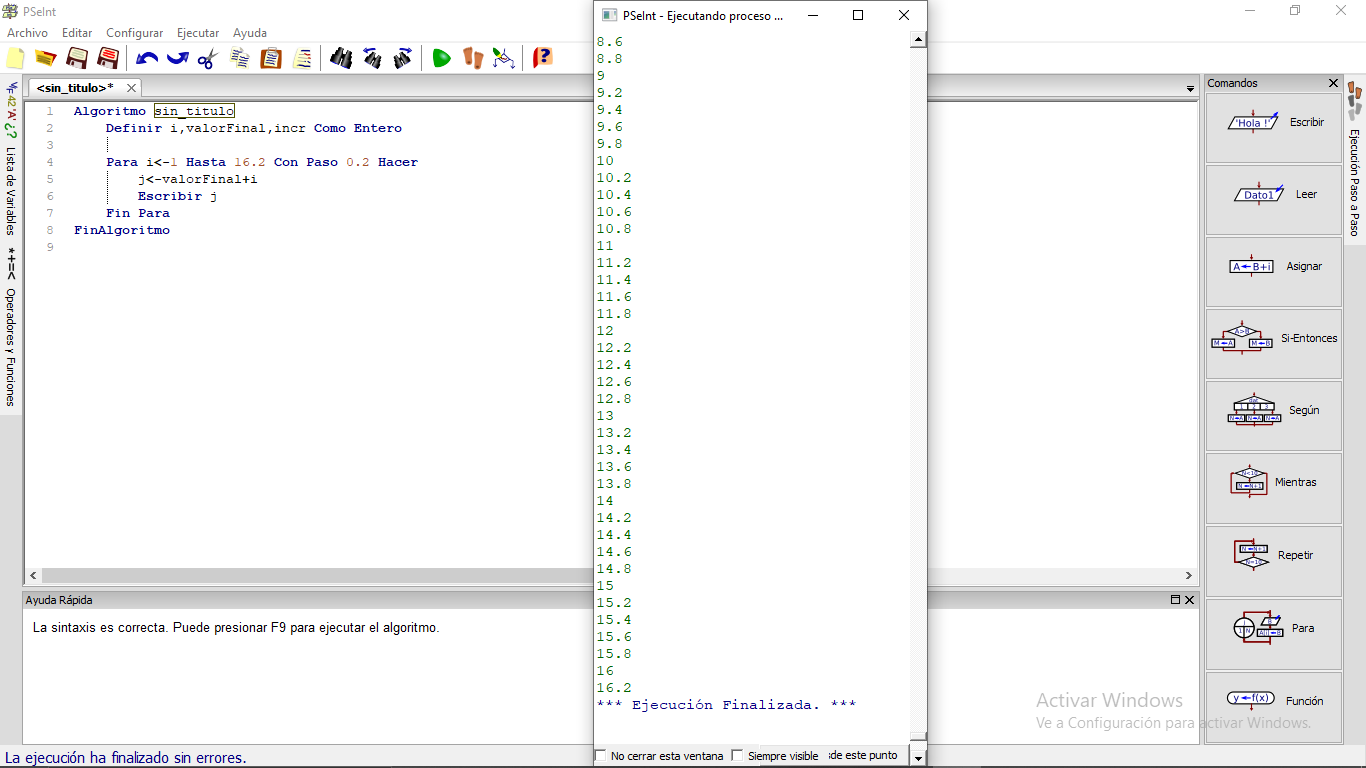 PSeInt
Archivo Editar Configurar Ejecutar Ayuda
<sin_titulo>*
1 Algoritmo sin_titulo
2 Definir i,valorFinal,incr Como Entero
3
4 Para i<-1 Hasta 16.2 Con Paso 0.2 Hacer
5 j<-valorFinal+i
6 Escribir j
7 Fin Para
8 FinAlgoritmo
9
*+=< Operadores y Funciones
Lista de Variables
Ayuda Rápida
La sintaxis es correcta. Puede presionar F9 para ejecutar el algoritmo.
La ejecución ha finalizado sin errores.
PSeInt - Ejecutando proceso ...
8.6
8.8
9
9.2
9.4
9.6
9.8
10
10.2
10.4
10.6
10.8
11
11.2
11.4
11.6
11.8
12
12.2
12.4
12.6
12.8
13
13.2
13.4
13.6
13.8
14
14.2
14.4
14.6
14.8
15
15.2
15.4
15.6
15.8
16
16.2
*** Ejecución Finalizada. ***
No cerrar esta ventana Siempre visible :de este punto
Comandos
'Hola !' Escribir
Dato1 Leer
A←B+i Asignar
A>B M←A M←B Si-Entonces
Según
Mientras
Repetir
Para
y←f(x) Función
Ejecución Paso a Paso
Activar Windows
Ve a Configuración para activar Windows.